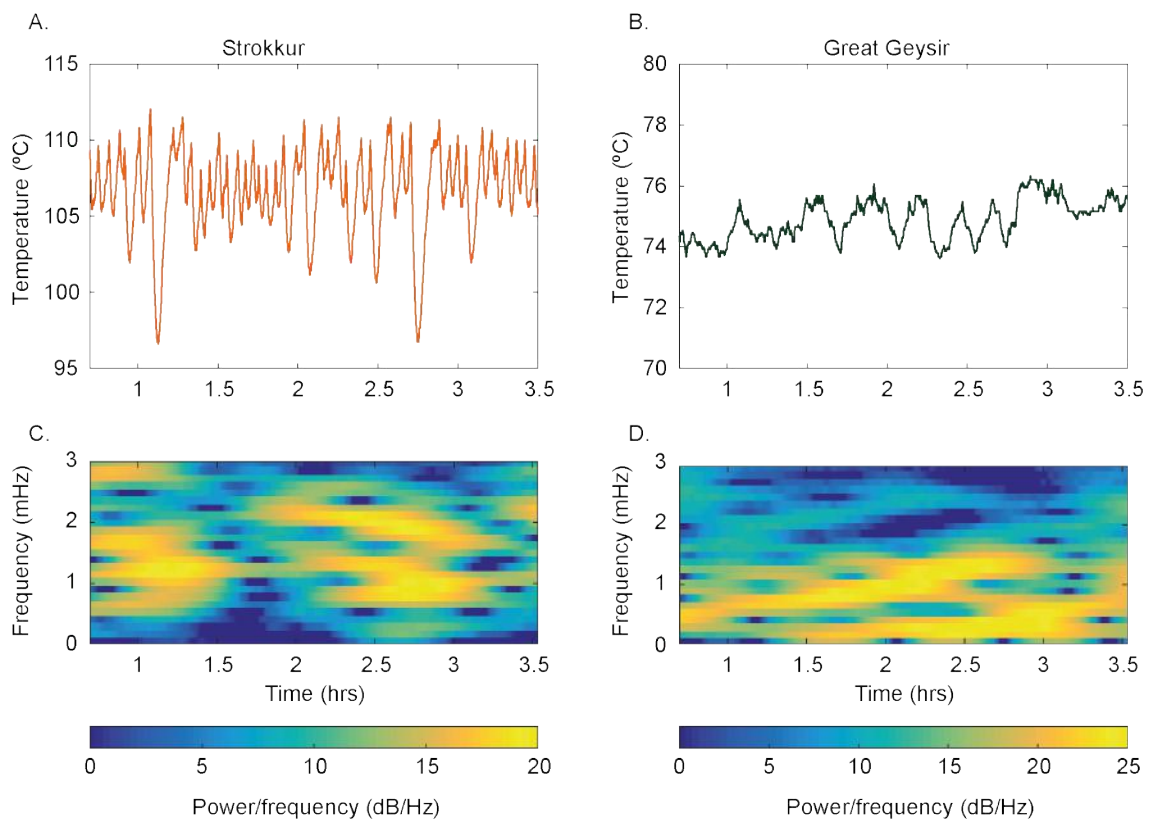 A.
Strokkur
115
110
105
100
95
Temperature (ºC)
1 1.5 2 2.5 3 3.5
B.
Great Geysir
80
78
76
74
72
70
Temperature (ºC)
1 1.5 2 2.5 3 3.5
C.
3
2
1
0
Frequency (mHz)
1 1.5 2 2.5 3 3.5
Time (hrs)
0 5 10 15 20
Power/frequency (dB/Hz)
D.
3
2
1
0
Frequency (mHz)
1 1.5 2 2.5 3 3.5
Time (hrs)
0 5 10 15 20 25
Power/frequency (dB/Hz)